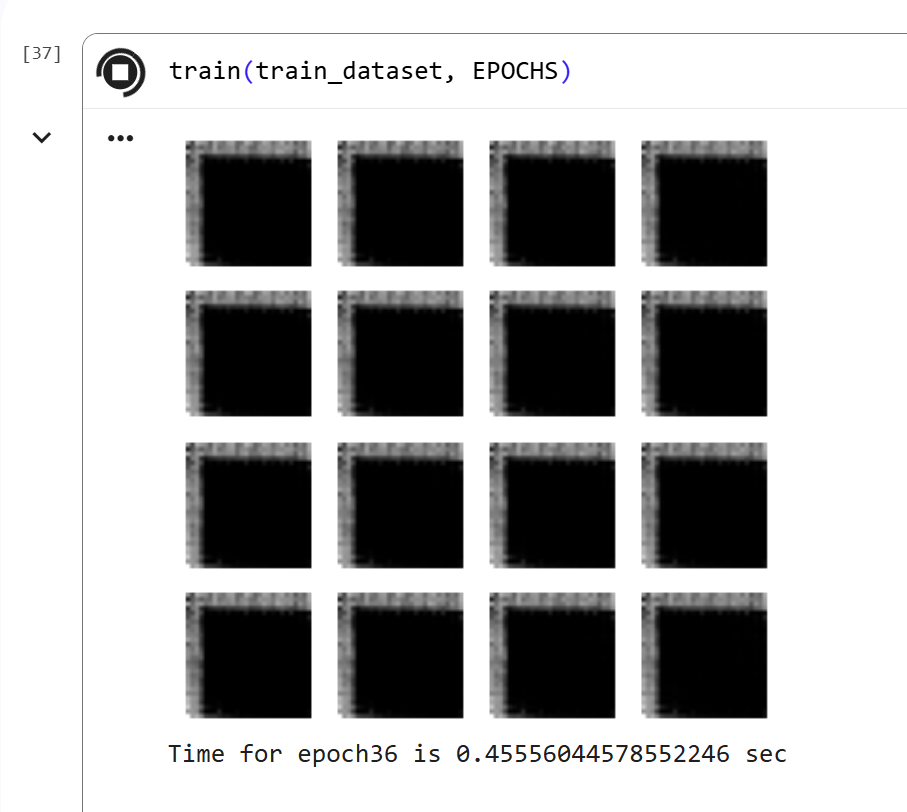 [37]
train(train_dataset, EPOCHS)
Time for epoch36 is 0.45556044578552246 sec